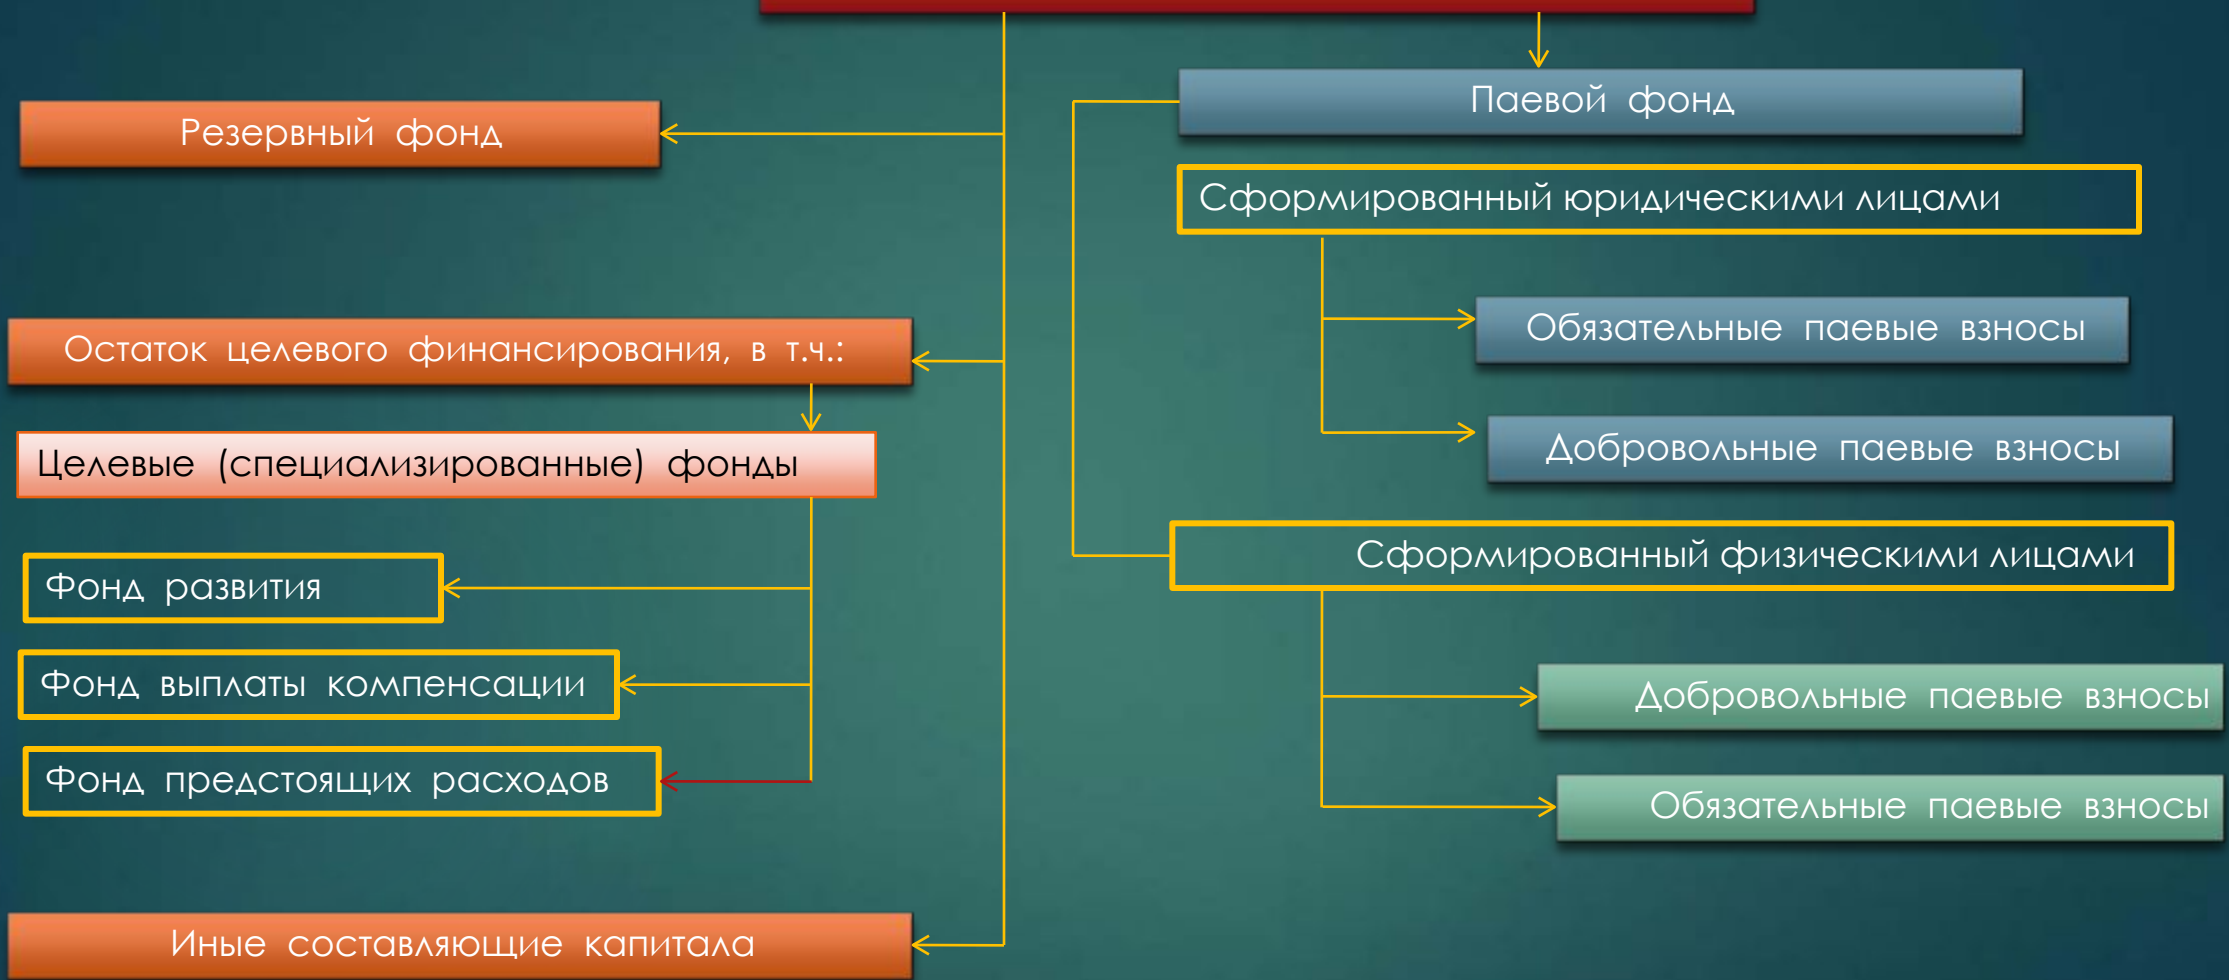 Паевой фонд
Резервный фонд
Сформированный юридическими лицами
Обязательные паевые взносы
Остаток целевого финансирования, в т.ч.:
Добровольные паевые взносы
Целевые (специализированные) фонды
Сформированный физическими лицами
Фонд развития
Фонд выплаты компенсации
Добровольные паевые взносы
Фонд предстоящих расходов
Обязательные паевые взносы
Иные составляющие капитала